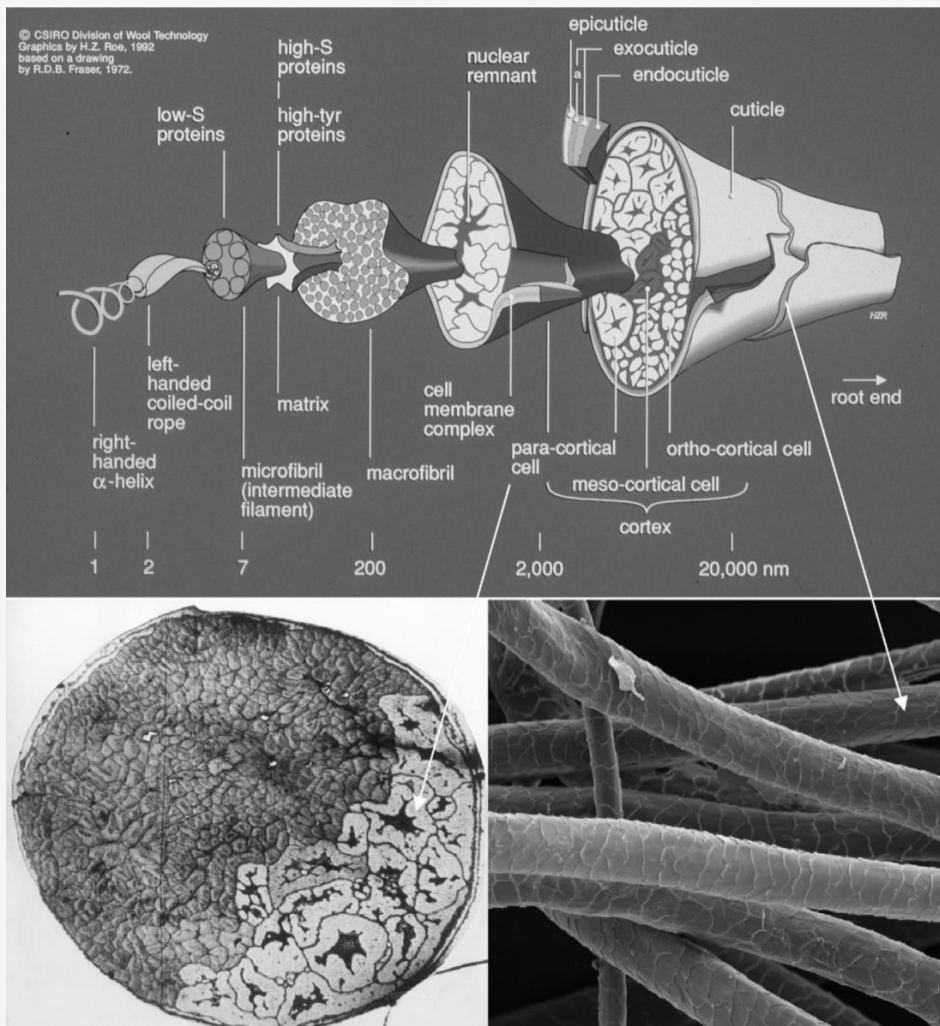 © CSIRO Division of Wool Technology
Graphics by H.Z. Roe, 1992
based on a drawing
by R.D.B. Fraser, 1972.
epicuticle
exocuticle
a
endocuticle
high-S
proteins
nuclear
remnant
low-S
proteins
high-tyr
proteins
cuticle
HZR
left-
handed
coiled-coil
rope
matrix
cell
membrane
complex
root end
right-
handed
α-helix
microfibril
(intermediate
filament)
macrofibril
para-cortical
cell
ortho-cortical cell
meso-cortical cell
cortex
1 2 7 200 2,000 20,000 nm